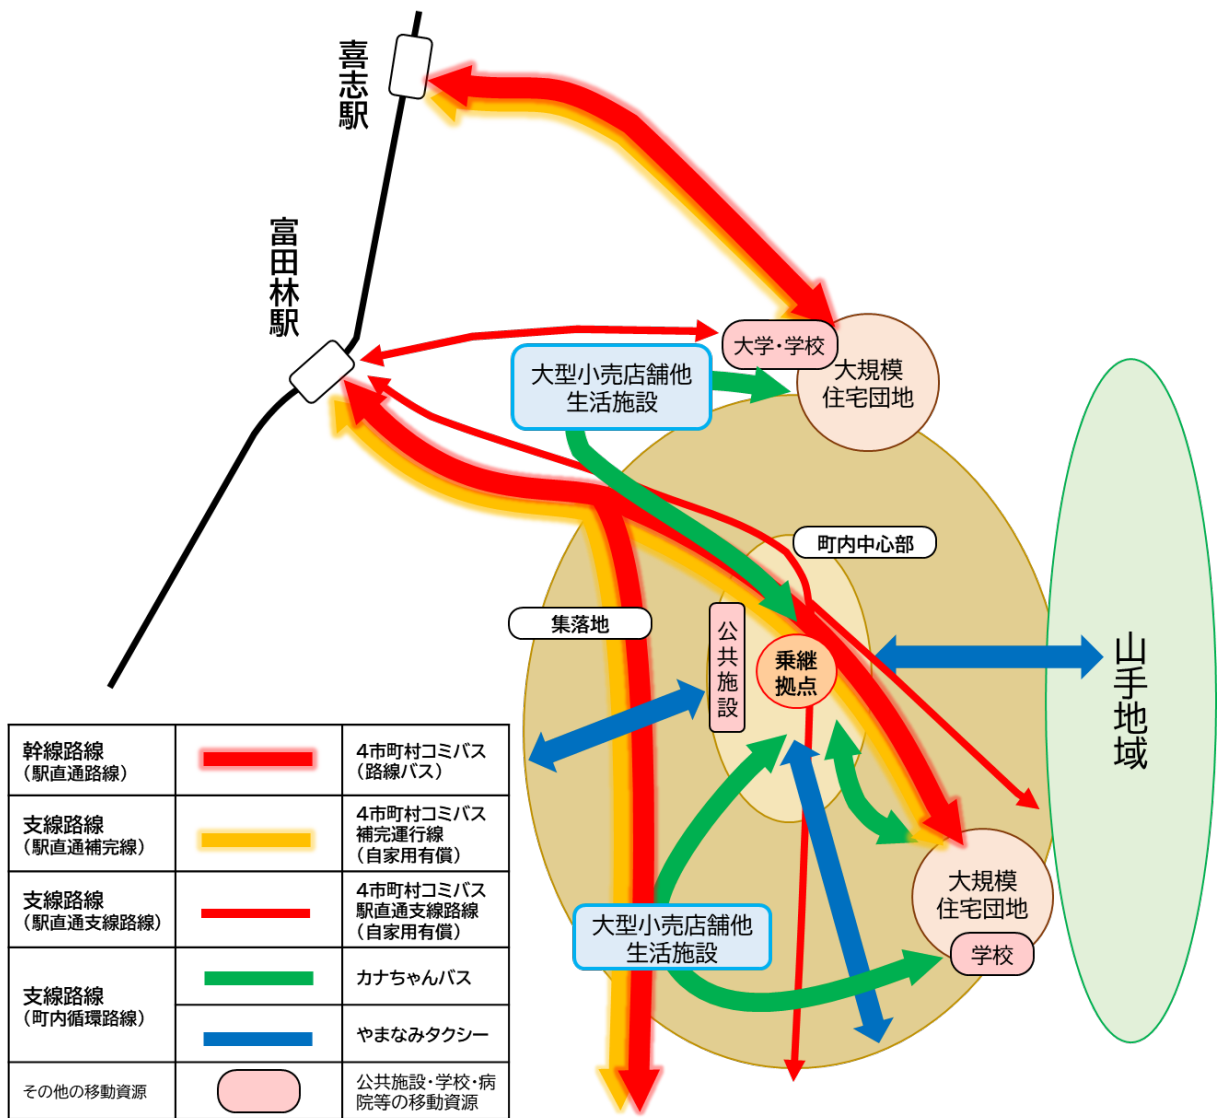 喜志駅
富田林駅
大学・学校
大規模
住宅団地
大型小売店舗他
生活施設
町内中心部
集落地
公共施設
乗継
拠点
山手地域
大規模
住宅団地
学校
大型小売店舗他
生活施設
幹線路線
(駅直通路線)
4市町村コミバス
(路線バス)
支線路線
(駅直通補完線)
4市町村コミバス
補完運行線
(自家用有償)
支線路線
(駅直通支線路線)
4市町村コミバス
駅直通支線路線
(自家用有償)
支線路線
(町内循環路線)
カナちゃんバス
やまなみタクシー
その他の移動資源
公共施設・学校・病
院等の移動資源